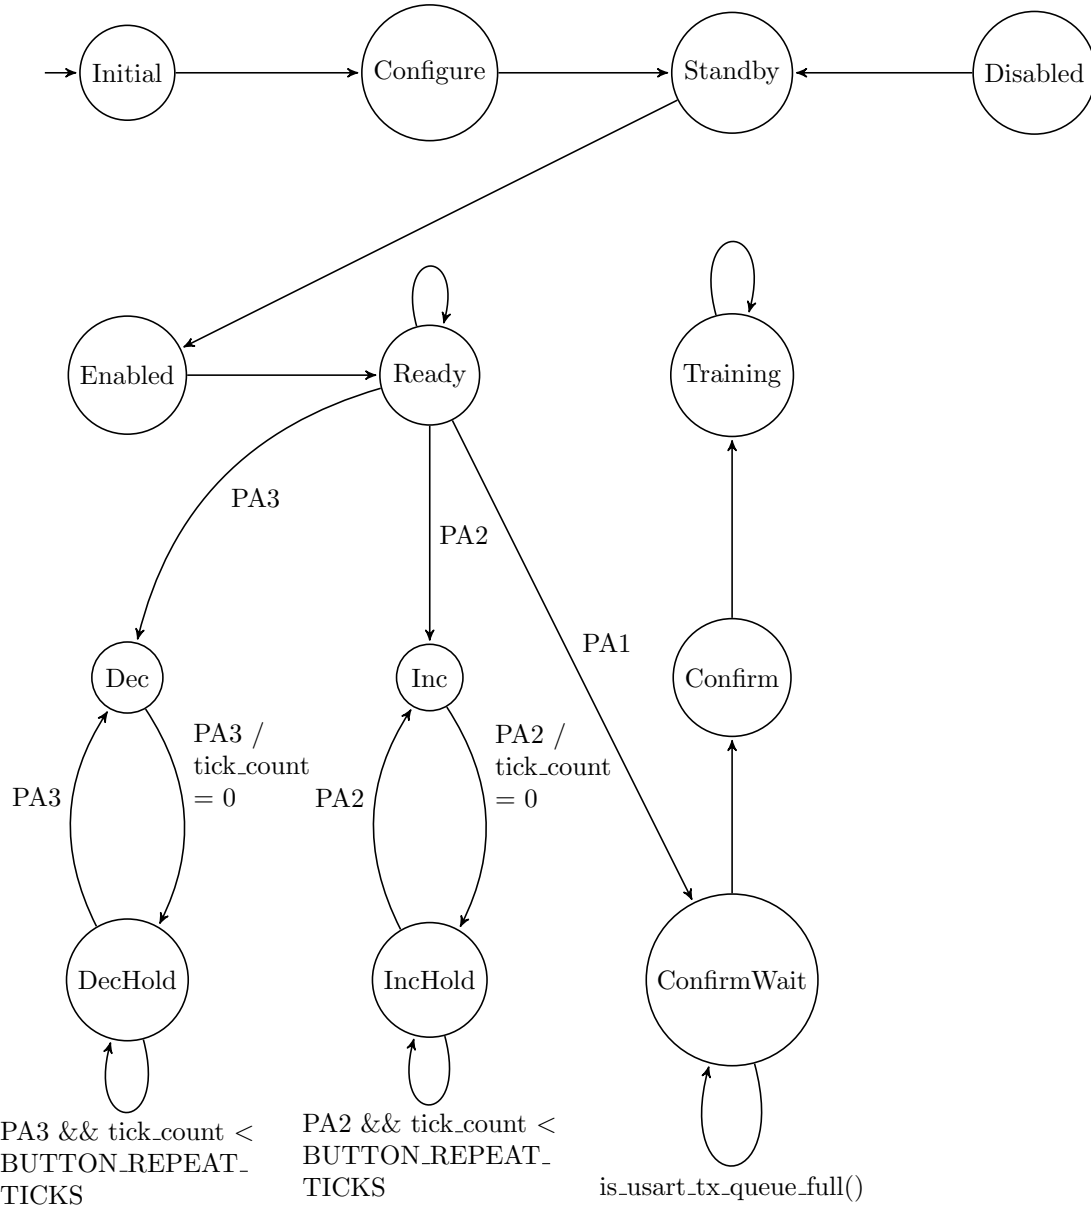 Initial
Configure
Standby
Disabled
Enabled
Ready
Training
PA3
PA2
PA1
Dec
Inc
Confirm
PA3 /
tick_count
= 0
PA2 /
tick_count
= 0
PA3
PA2
DecHold
IncHold
ConfirmWait
PA3 && tick_count <
BUTTON_REPEAT_
TICKS
PA2 && tick_count <
BUTTON_REPEAT_
TICKS
is_usart_tx_queue_full()